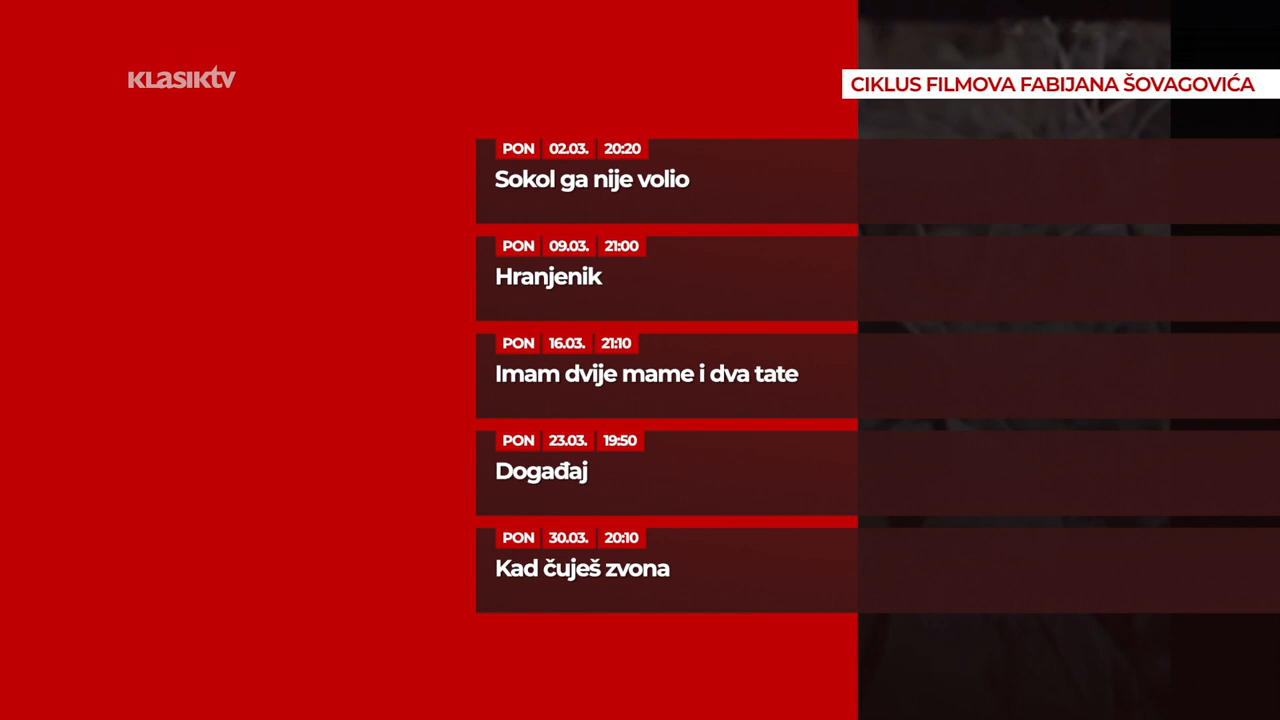 KLASIKTV
CIKLUS FILMOVA FABIJANA ŠOVAGOVIĆA
PON 02.03. 20:20
Sokol ga nije volio
PON 09.03. 21:00
Hranjenik
PON 16.03. 21:10
Imam dvije mame i dva tate
PON 23.03. 19:50
Događaj
PON 30.03. 20:10
Kad čuješ zvona